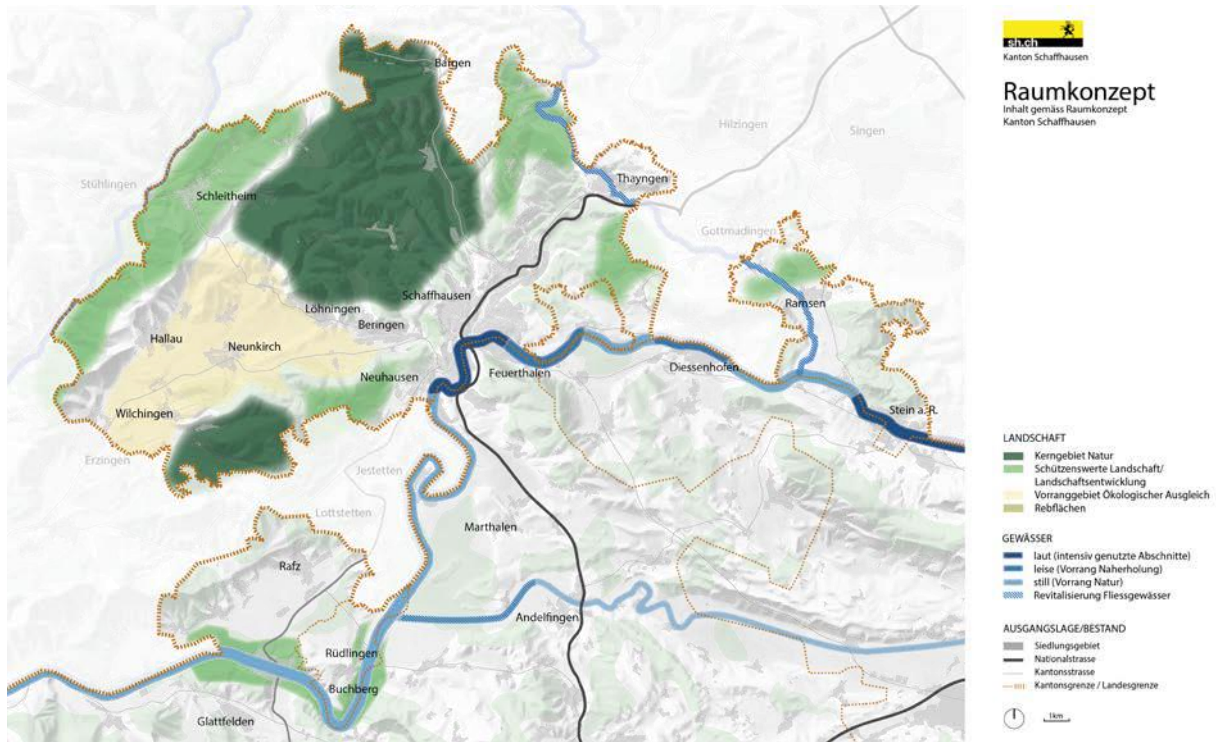 Bargen
Hilzingen
Singen
Thayngen
Stühlingen
Schleitheim
Gottmadingen
Schaffhausen
Ramsen
Löhningen
Beringen
Hallau
Neunkirch
Neuhausen
Feuerthalen
Diessenhofen
Wilchingen
Stein a. R.
Erzingen
Jestetten
Lottstetten
Marthalen
Rafz
Andelfingen
Rüdlingen
Buchberg
Glattfelden
sh.ch
Kanton Schaffhausen
Raumkonzept
Inhalt gemäss Raumkonzept
Kanton Schaffhausen
LANDSCHAFT
Kerngebiet Natur
Schützenswerte Landschaft/
Landschaftsentwicklung
Vorranggebiet Ökologischer Ausgleich
Rebflächen
GEWÄSSER
laut (intensiv genutzte Abschnitte)
leise (Vorrang Naherholung)
still (Vorrang Natur)
Revitalisierung Fliessgewässer
AUSGANGSLAGE/BESTAND
Siedlungsgebiet
Nationalstrasse
Kantonsstrasse
Kantonsgrenze / Landesgrenze
1km